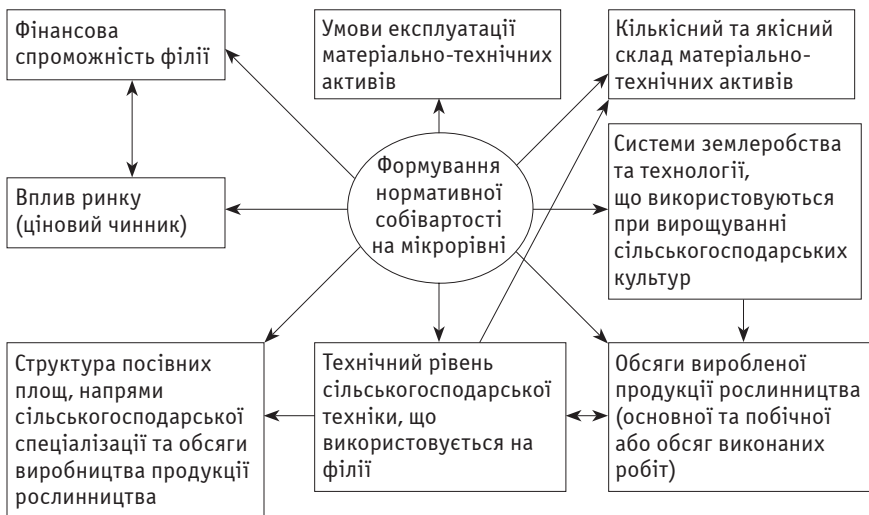 Фінансова
спроможність філії
Умови експлуатації
матеріально-технічних
активів
Кількісний та якісний
склад матеріально-
технічних активів
Вплив ринку
(ціновий чинник)
Формування
нормативної
собівартості
на мікрорівні
Системи землеробства
та технології,
що використовуються
при вирощуванні
сільськогосподарських
культур
Структура посівних
площ, напрями
сільськогосподарської
спеціалізації та обсяги
виробництва продукції
рослинництва
Технічний рівень
сільськогосподарської
техніки, що
використовується на
філії
Обсяги виробленої
продукції рослинництва
(основної та побічної
або обсяг виконаних
робіт)